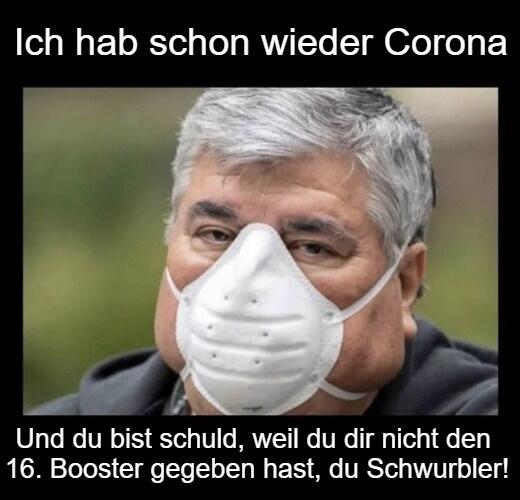 Ich hab schon wieder Corona
Und du bist schuld, weil du dir nicht den
16. Booster gegeben hast, du Schwurbler!